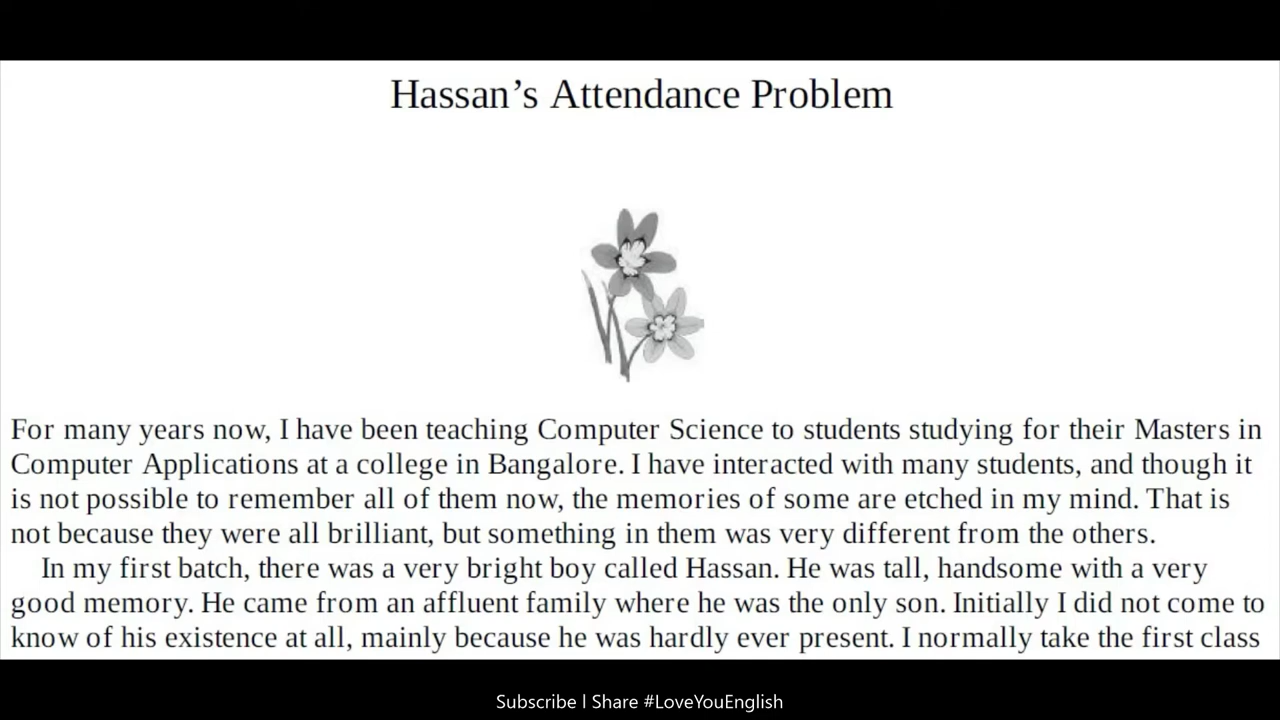 Hassan’s Attendance Problem
For many years now, I have been teaching Computer Science to students studying for their Masters in
Computer Applications at a college in Bangalore. I have interacted with many students, and though it
is not possible to remember all of them now, the memories of some are etched in my mind. That is
not because they were all brilliant, but something in them was very different from the others.
In my first batch, there was a very bright boy called Hassan. He was tall, handsome with a very
good memory. He came from an affluent family where he was the only son. Initially I did not come to
know of his existence at all, mainly because he was hardly ever present. I normally take the first class
Subscribe l Share #LoveYouEnglish